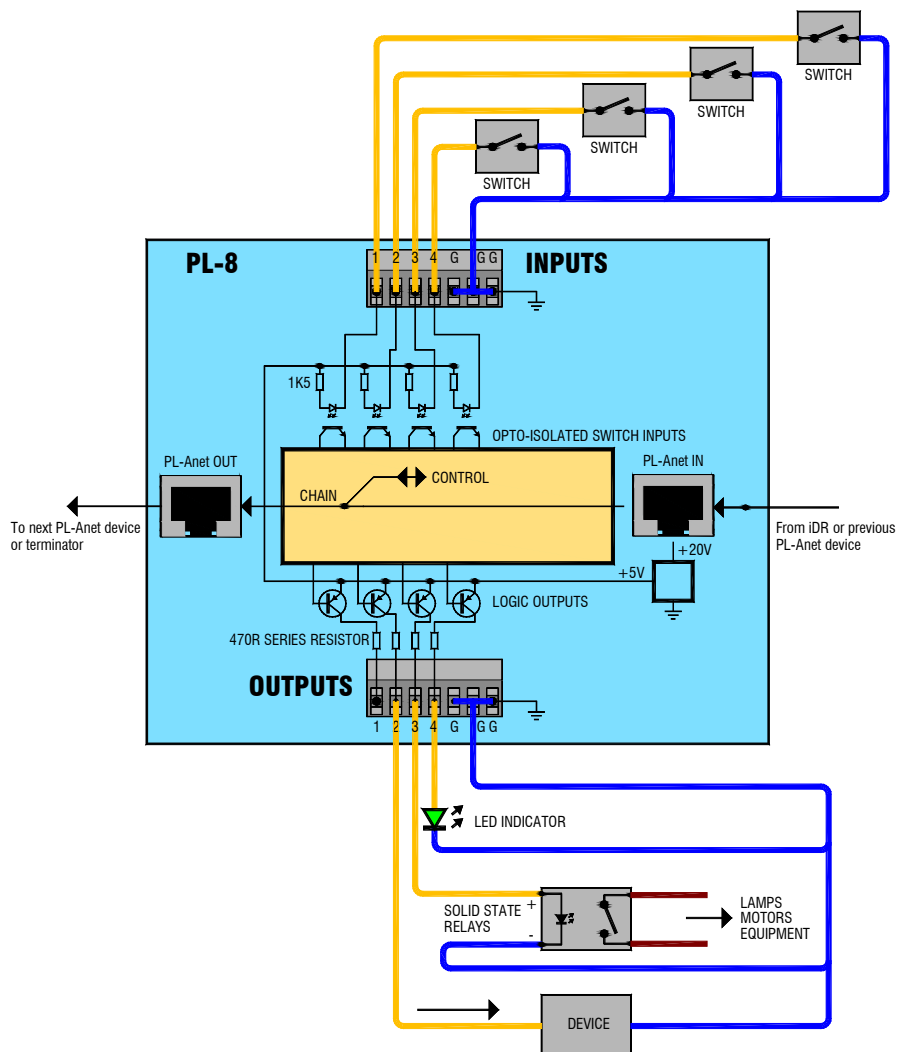 SWITCH
SWITCH
SWITCH
SWITCH
PL-8
1 2 3 4 G G G
INPUTS
1K5
OPTO-ISOLATED SWITCH INPUTS
PL-Anet OUT
PL-Anet IN
CONTROL
CHAIN
To next PL-Anet device
or terminator
From iDR or previous
PL-Anet device
+20V
+5V
LOGIC OUTPUTS
470R SERIES RESISTOR
OUTPUTS
1 2 3 4 G G G
LED INDICATOR
SOLID STATE
RELAYS
+
-
LAMPS
MOTORS
EQUIPMENT
DEVICE